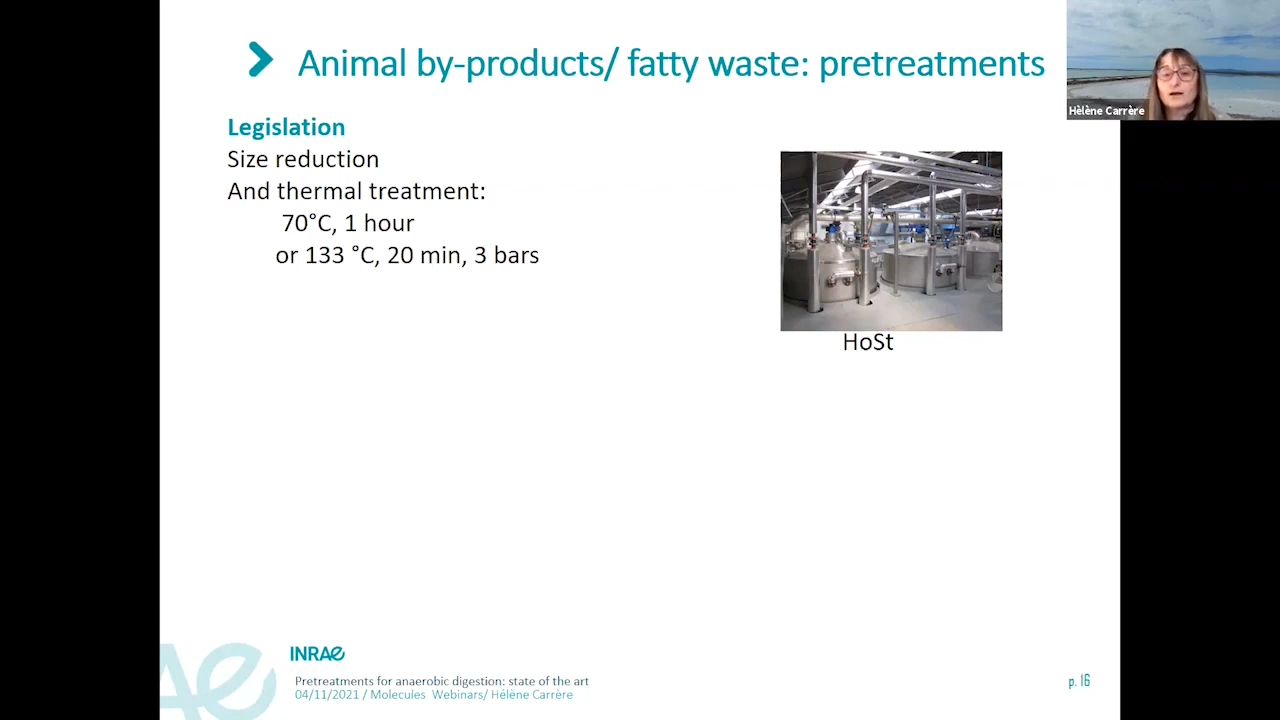 Animal by-products/ fatty waste: pretreatments
Hèlène Carrère
Legislation
Size reduction
And thermal treatment:
70°C, 1 hour
or 133 °C, 20 min, 3 bars
HoSt
INRAE
Pretreatments for anaerobic digestion: state of the art
04/11/2021 / Molecules Webinars/ Hélène Carrère
p. 16